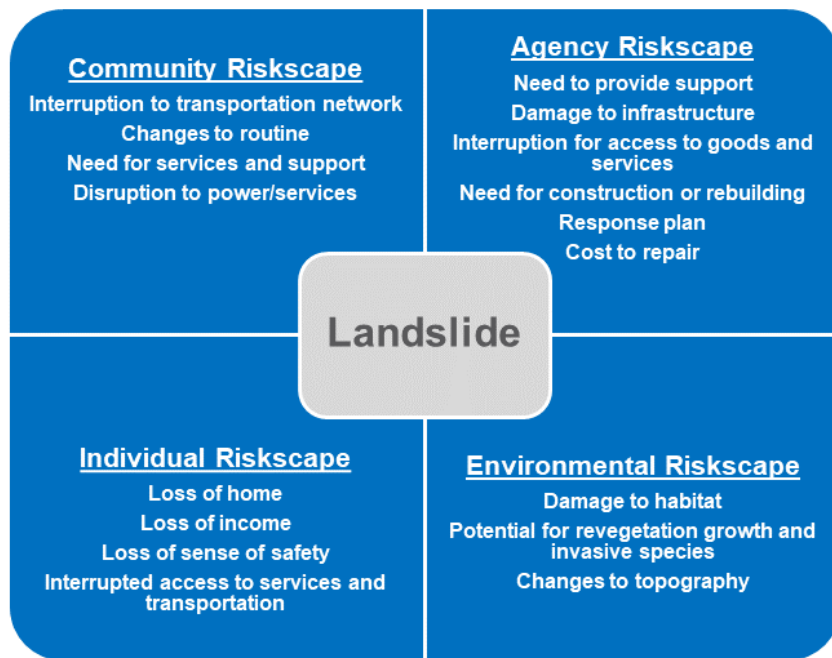 Community Riskscape
Interruption to transportation network
Changes to routine
Need for services and support
Disruption to power/services
Agency Riskscape
Need to provide support
Damage to infrastructure
Interruption for access to goods and
services
Need for construction or rebuilding
Response plan
Cost to repair
Landslide
Individual Riskscape
Loss of home
Loss of income
Loss of sense of safety
Interrupted access to services and
transportation
Environmental Riskscape
Damage to habitat
Potential for revegetation growth and
invasive species
Changes to topography